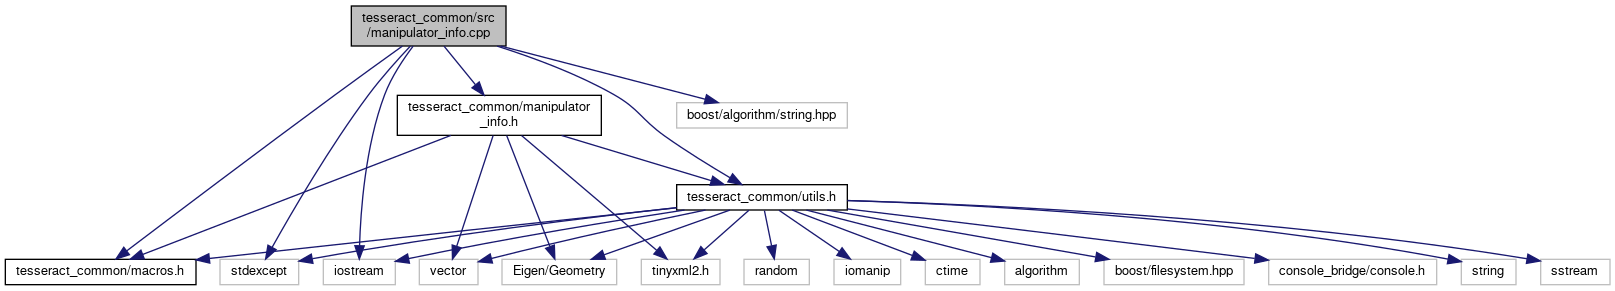 tesseract_common/src
/manipulator_info.cpp
tesseract_common/manipulator
_info.h
boost/algorithm/string.hpp
tesseract_common/utils.h
tesseract_common/macros.h
stdexcept
iostream
vector
Eigen/Geometry
tinyxml2.h
random
iomanip
ctime
algorithm
boost/filesystem.hpp
console_bridge/console.h
string
sstream